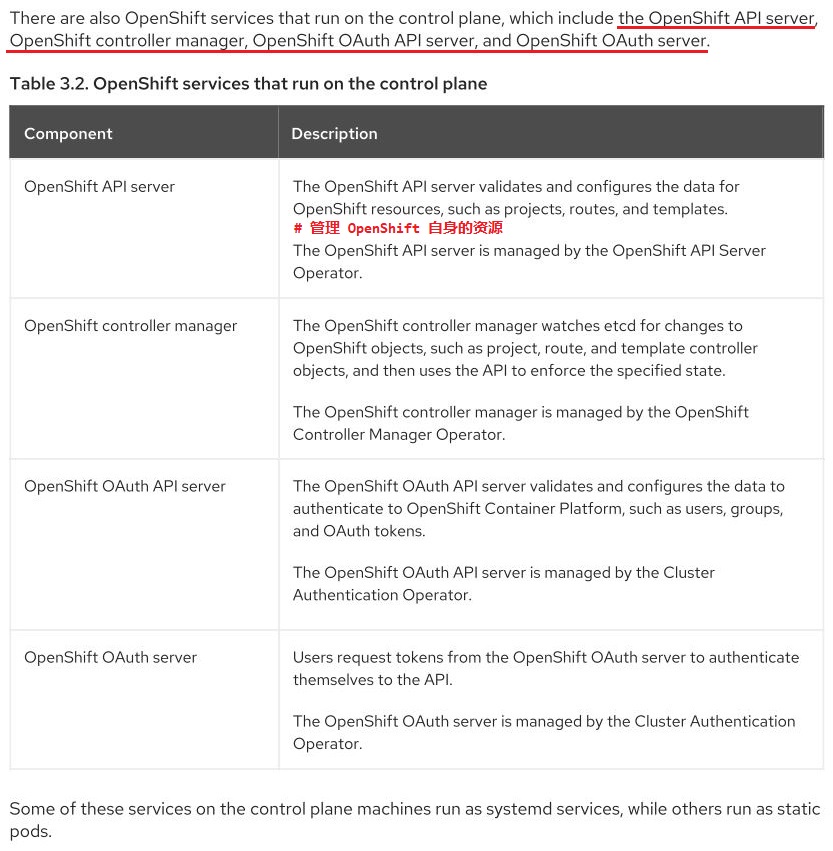 There are also OpenShift services that run on the control plane, which include the OpenShift API server,
OpenShift controller manager, OpenShift OAuth API server, and OpenShift OAuth server.
Table 3.2. OpenShift services that run on the control plane
Component
Description
OpenShift API server
The OpenShift API server validates and configures the data for
OpenShift resources, such as projects, routes, and templates.
# 管理 OpenShift 自身的资源
The OpenShift API server is managed by the OpenShift API Server
Operator.
OpenShift controller manager
The OpenShift controller manager watches etcd for changes to
OpenShift objects, such as project, route, and template controller
objects, and then uses the API to enforce the specified state.
The OpenShift controller manager is managed by the OpenShift
Controller Manager Operator.
OpenShift OAuth API server
The OpenShift OAuth API server validates and configures the data to
authenticate to OpenShift Container Platform, such as users, groups,
and OAuth tokens.
The OpenShift OAuth API server is managed by the Cluster
Authentication Operator.
OpenShift OAuth server
Users request tokens from the OpenShift OAuth server to authenticate
themselves to the API.
The OpenShift OAuth server is managed by the Cluster Authentication
Operator.
Some of these services on the control plane machines run as systemd services, while others run as static
pods.